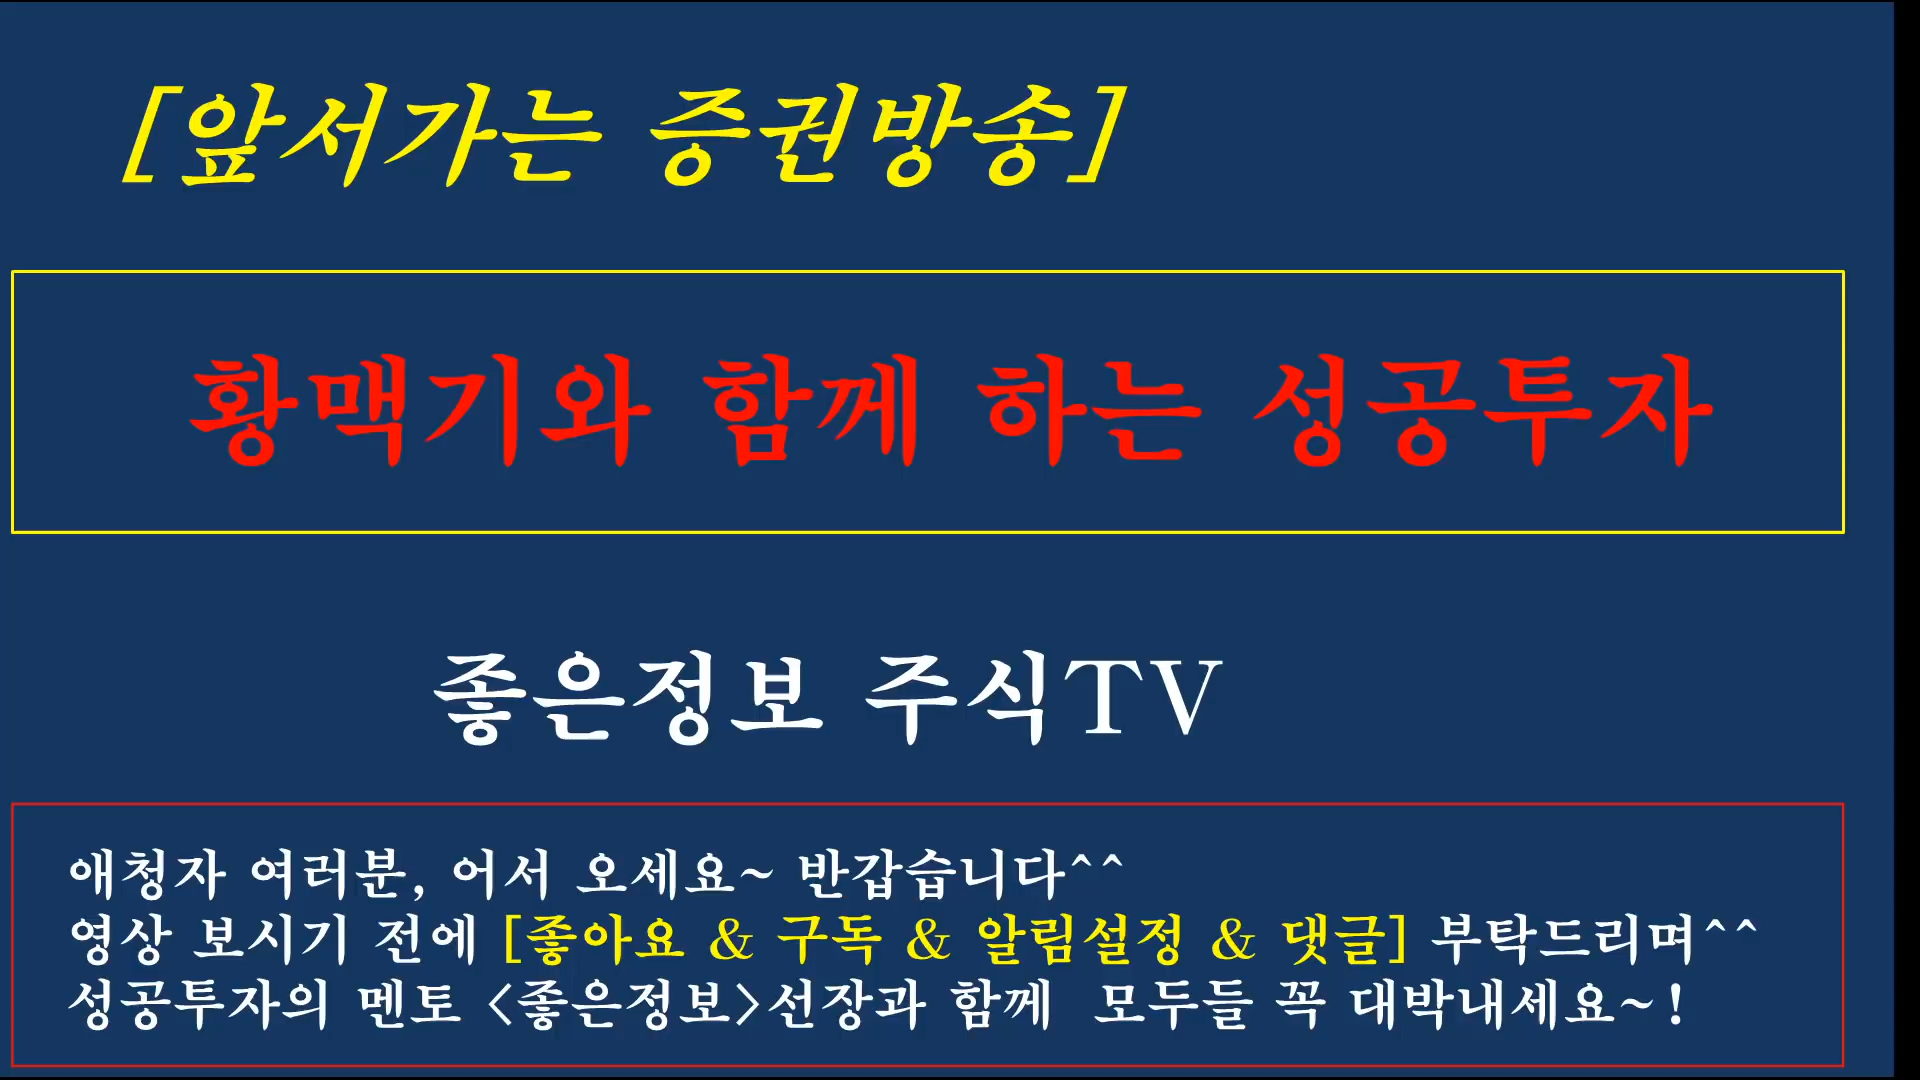 [앞서가는 증권방송]
황맥기와 함께 하는 성공투자
좋은정보 주식TV
애청자 여러분, 어서 오세요~ 반갑습니다^^
영상 보시기 전에 [좋아요 & 구독 & 알림설정 & 댓글] 부탁드리며^^
성공투자의 멘토 <좋은정보>선장과 함께 모두들 꼭 대박내세요~!